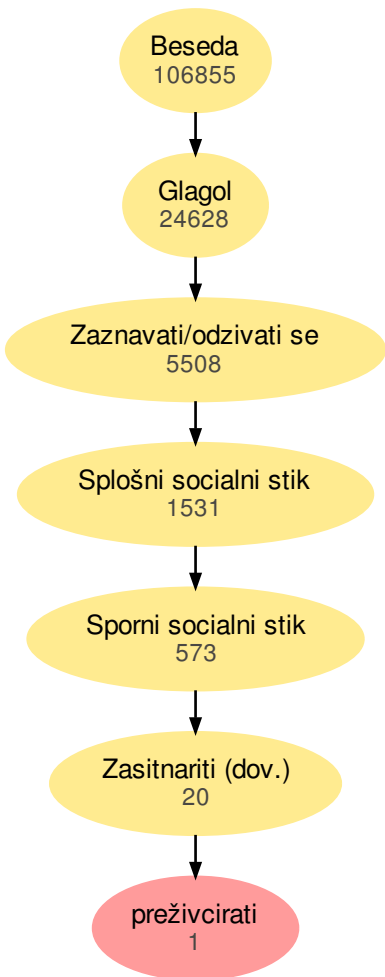 Beseda
106855
Glagol
24628
Zaznavati/odzivati se
5508
Splošni socialni stik
1531
Sporni socialni stik
573
Zasitnariti (dov.)
20
preživcirati
1